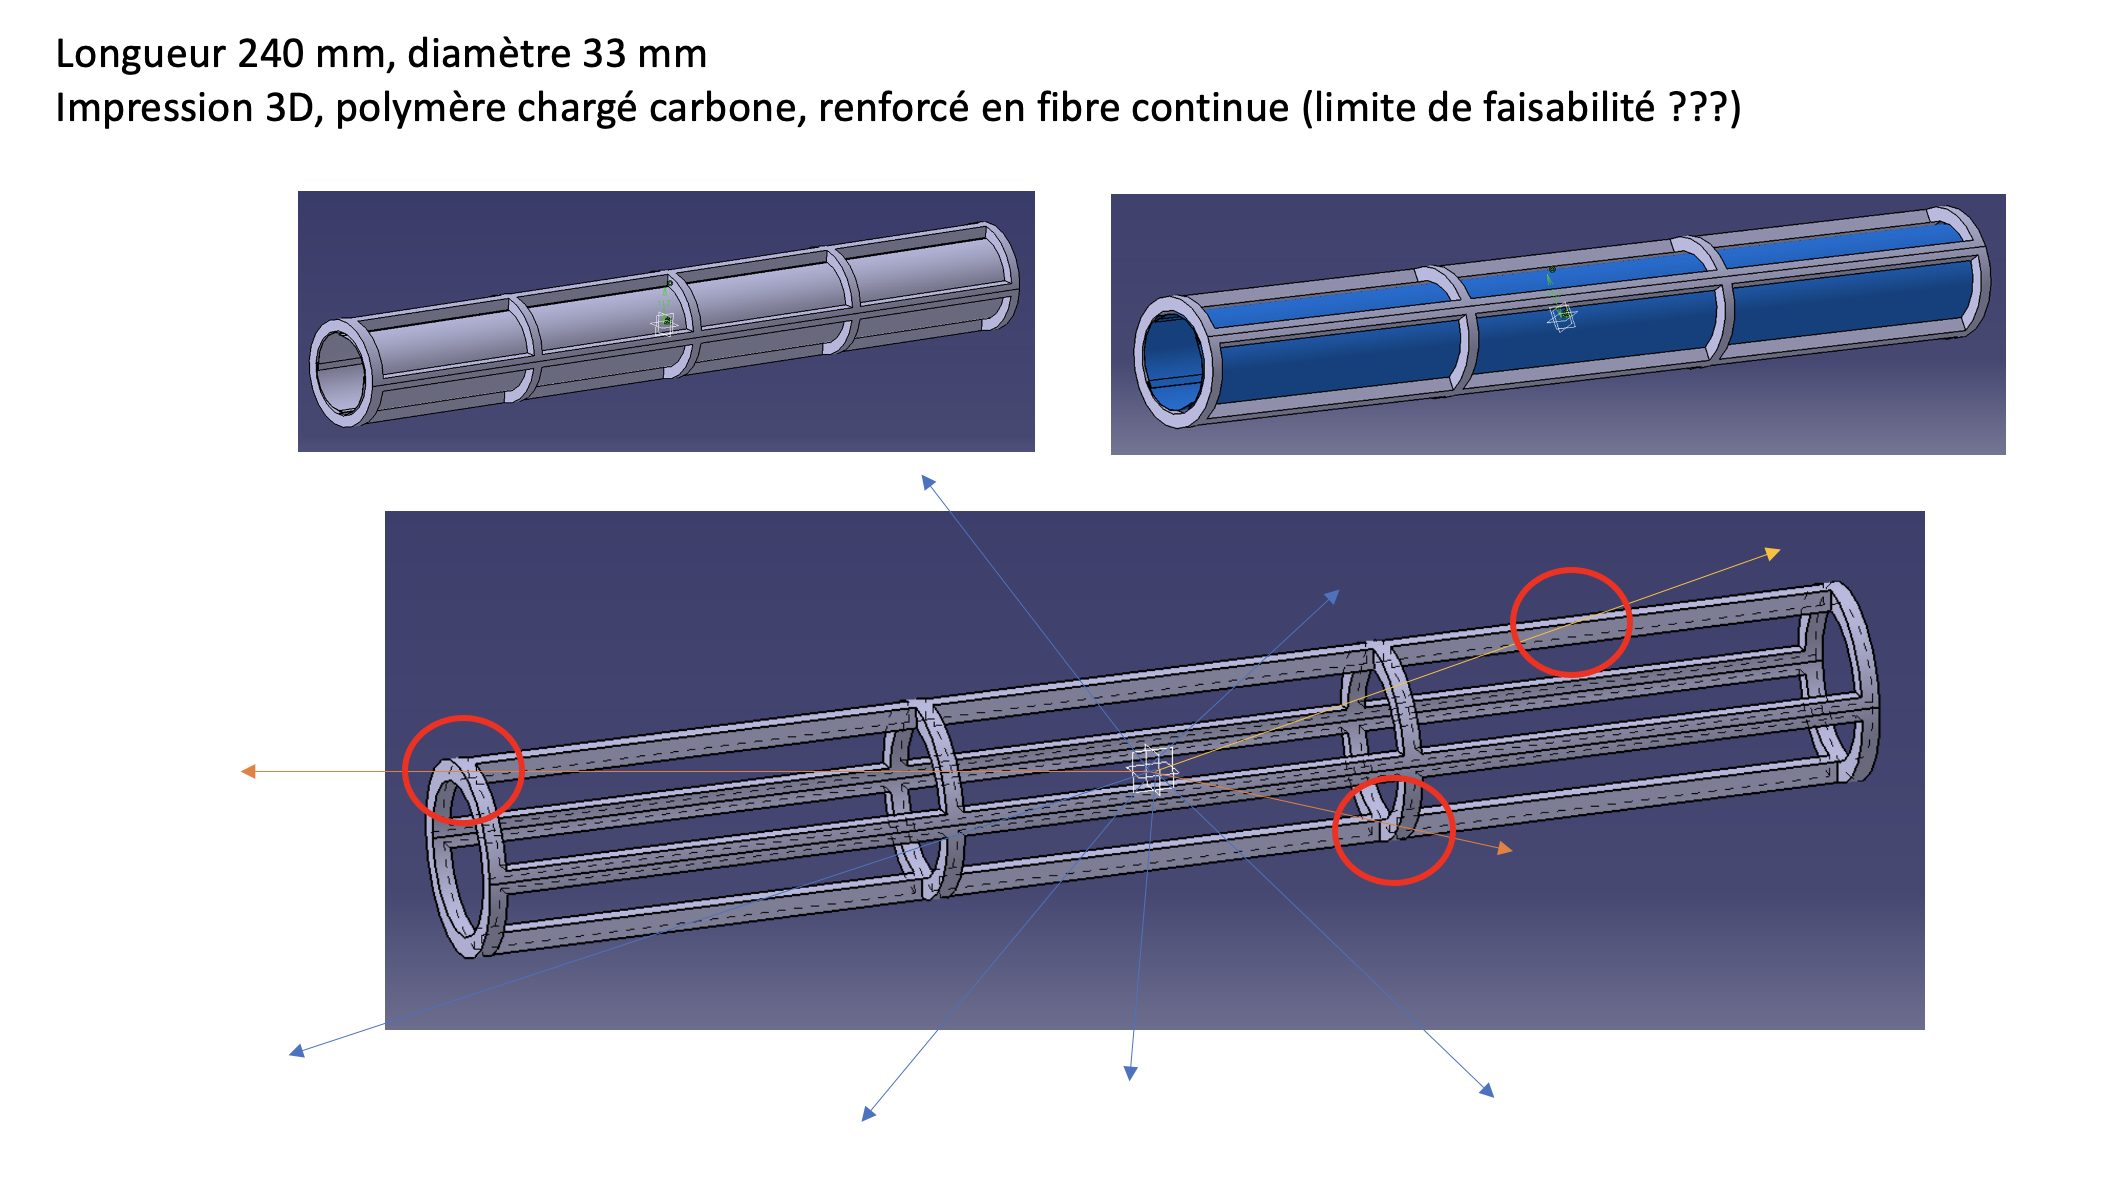 Longueur 240 mm, diamètre 33 mm
Impression 3D, polymère chargé carbone, renforcé en fibre continue (limite de faisabilité ???)